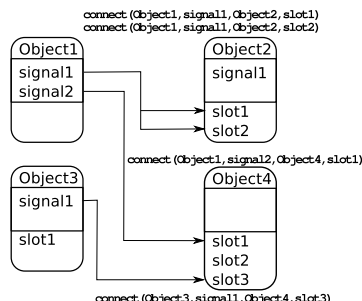 connect(Object1,signal1,Object2,slot1)
connect(Object1,signal1,Object2,slot2)
Object1
signal1
signal2
Object2
signal1
slot1
slot2
connect(Object1,signal2,Object4,slot1)
Object3
signal1
slot1
Object4
slot1
slot2
slot3
connect(Object3,signal1,Object4,slot3)